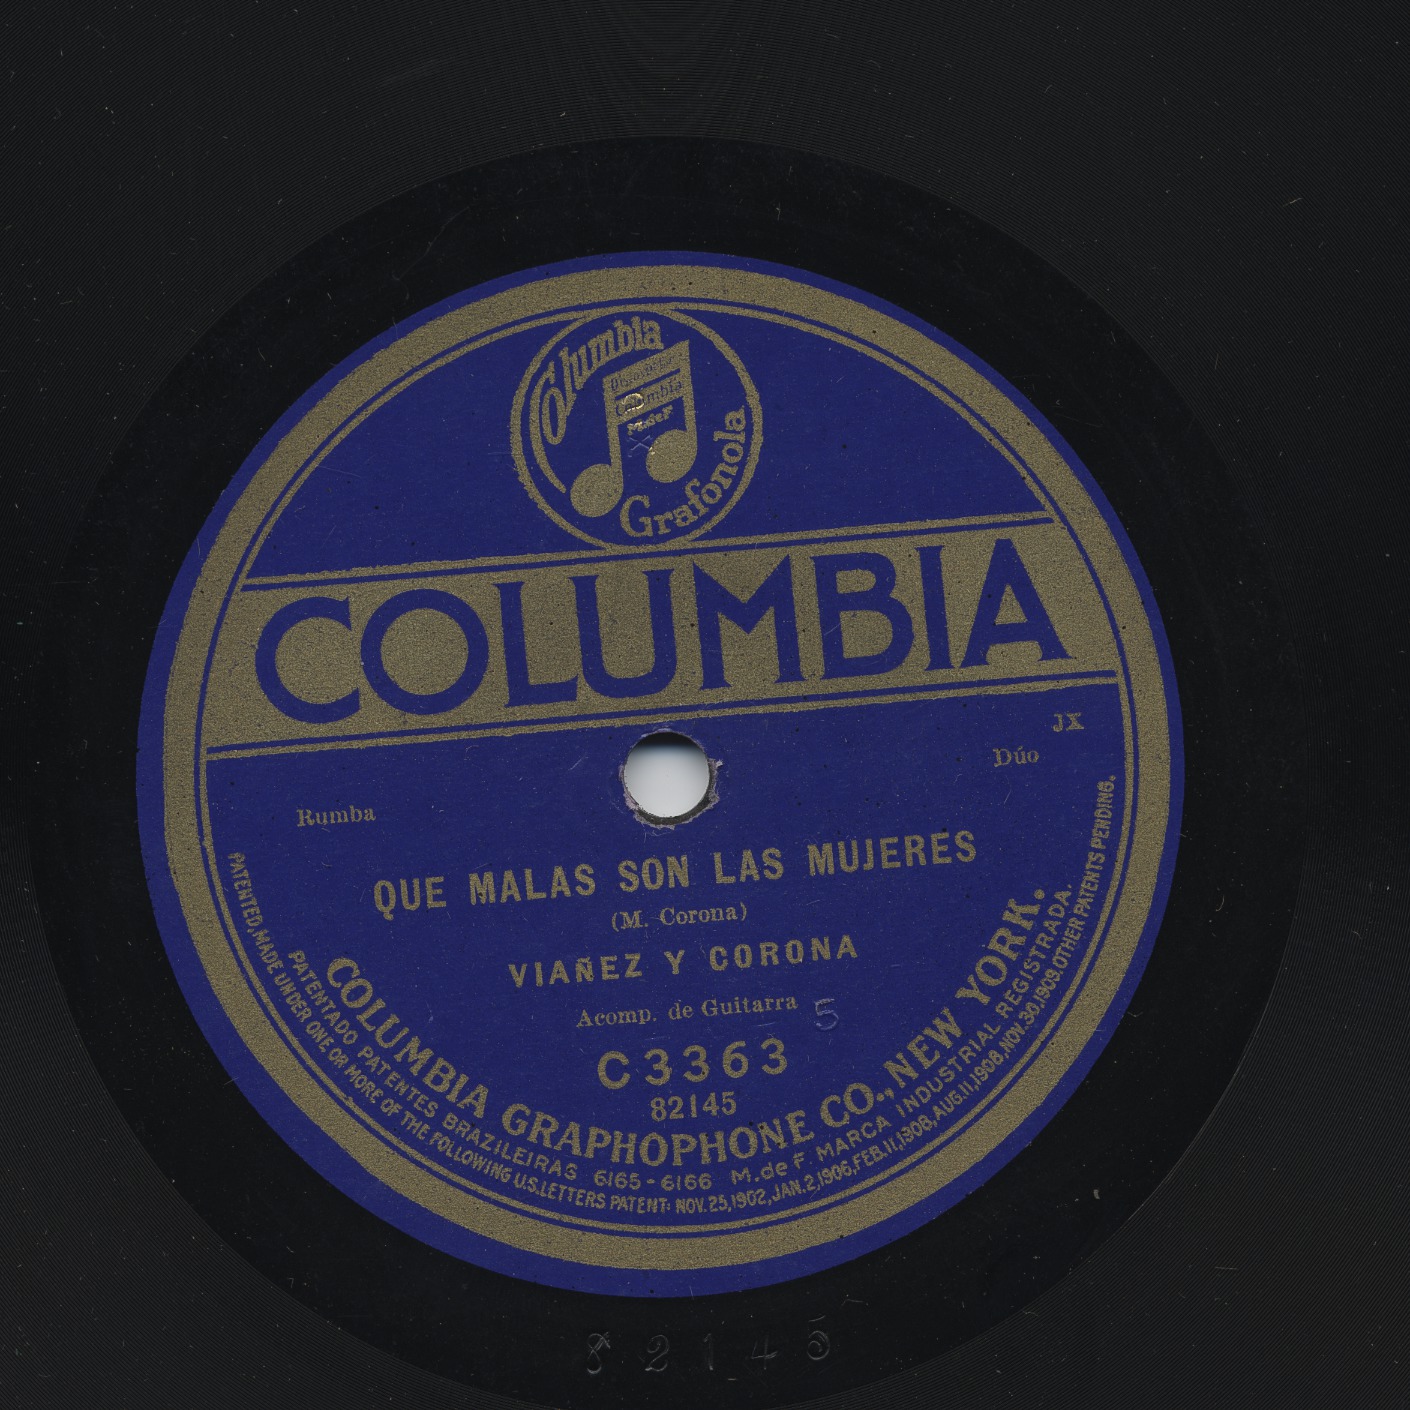 Columbia
Columbia
M.deF
Grafonola
COLUMBIA
JX
Dúo
Rumba
QUE MALAS SON LAS MUJERES
(M. Corona)
VIAÑEZ Y CORONA
Acomp. de Guitarra
5
C3363
82145
COLUMBIA GRAPHOPHONE CO., NEW YORK.
PATENTADO PATENTES BRAZILEIRAS 6165-6166 M.de F. MARCA INDUSTRIAL REGISTRADA.
PATENTED, MADE UNDER ONE OR MORE OF THE FOLLOWING U.S. LETTERS PATENT: NOV. 25, 1902, JAN. 2, 1906, FEB. 11, 1908, AUG. 11, 1908, NOV. 30, 1909. OTHER PATENTS PENDING.
82145